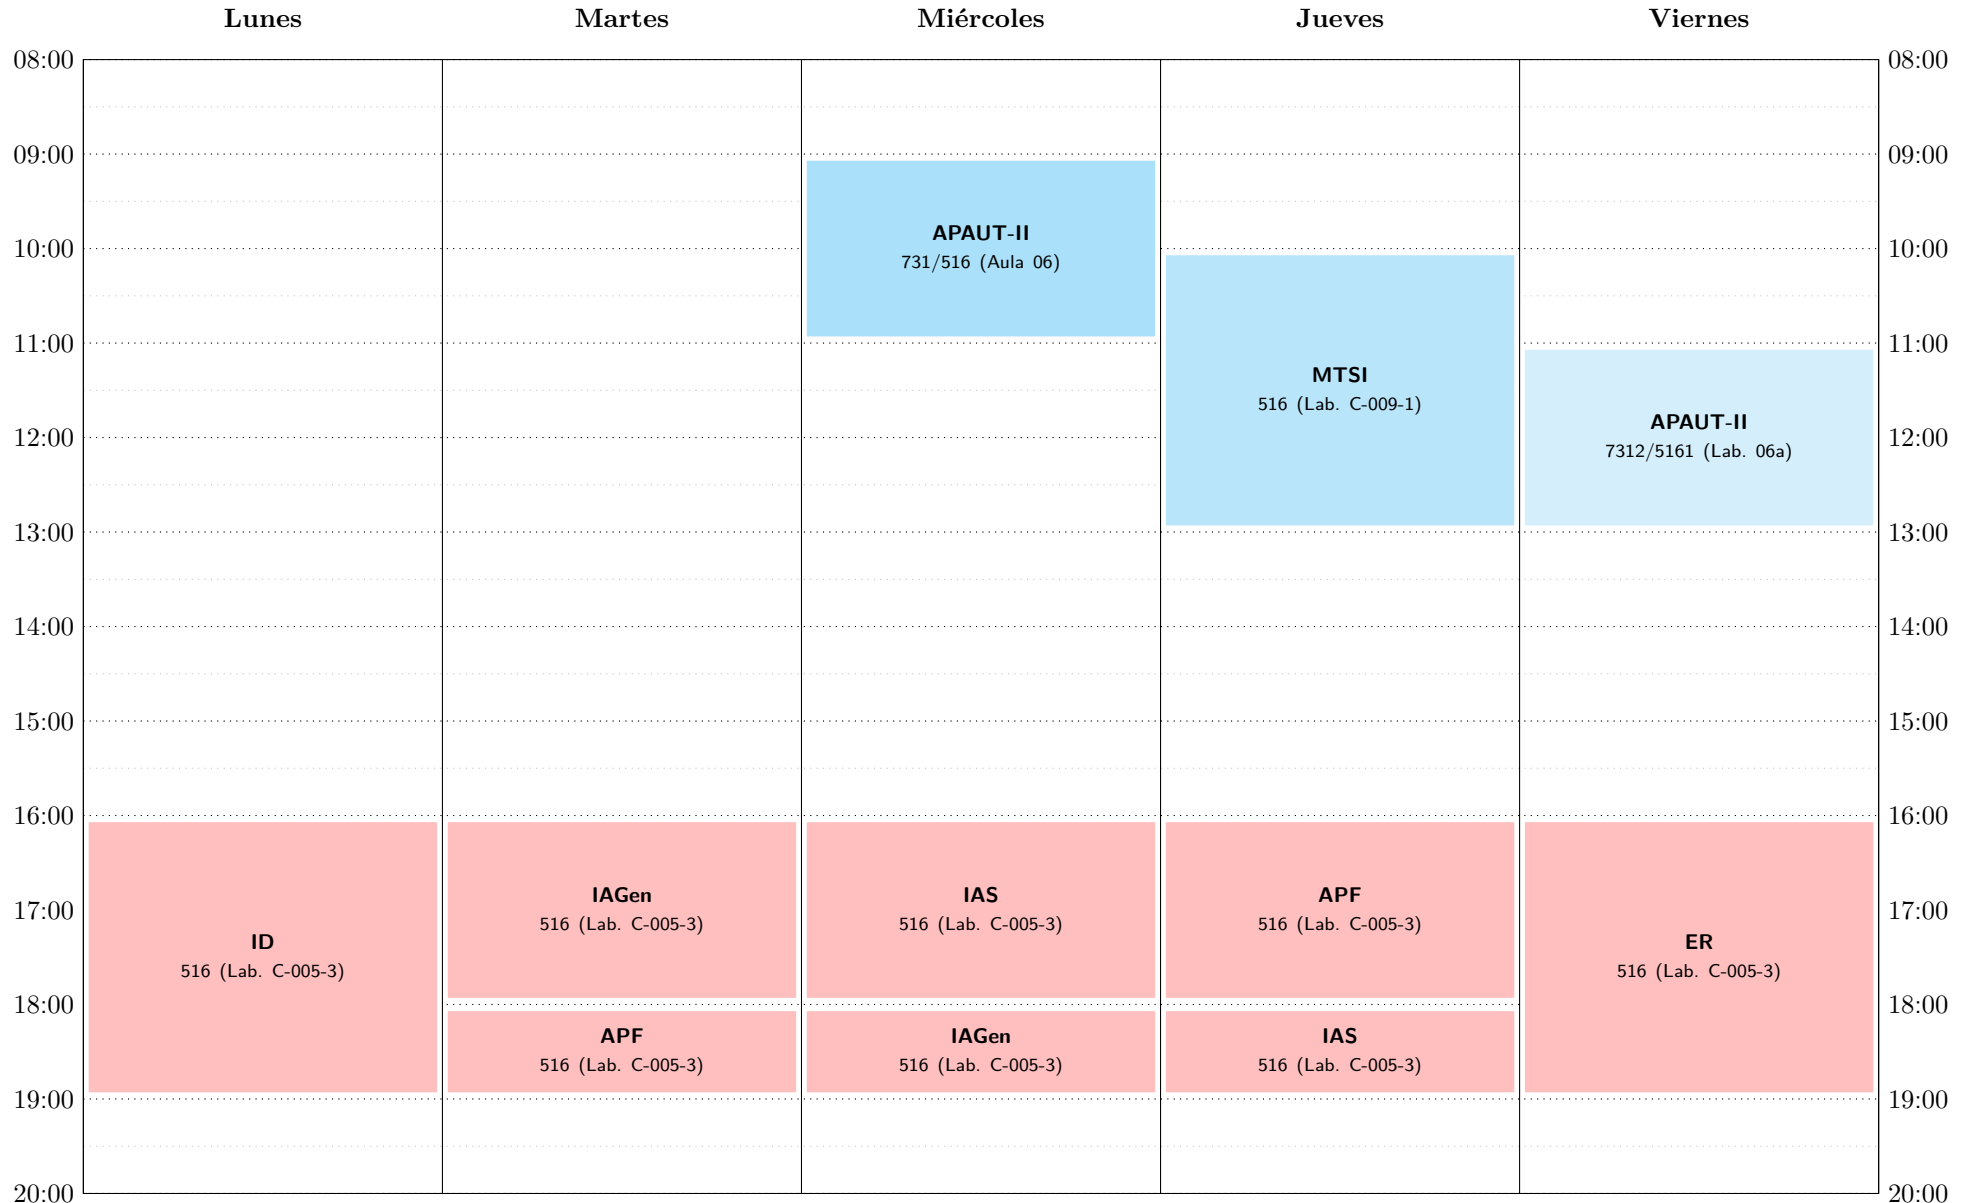 Lunes Martes Miércoles Jueves Viernes
08:00 08:00
09:00 09:00
APAUT-II
731/516 (Aula 06)
10:00 10:00
11:00 11:00
MTSI
516 (Lab. C-009-1)
APAUT-II
7312/5161 (Lab. 06a)
12:00 12:00
13:00 13:00
14:00 14:00
15:00 15:00
16:00 16:00
IAGen IAS APF
516 (Lab. C-005-3) 516 (Lab. C-005-3) 516 (Lab. C-005-3)
17:00 17:00
ID ER
516 (Lab. C-005-3) 516 (Lab. C-005-3)
18:00 18:00
APF IAGen IAS
516 (Lab. C-005-3) 516 (Lab. C-005-3) 516 (Lab. C-005-3)
19:00 19:00
20:00 20:00